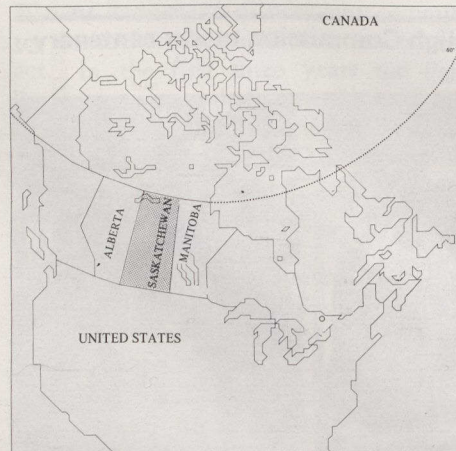 CANADA
60°
ALBERTA
SASKATCHEWAN
MANITOBA
UNITED STATES